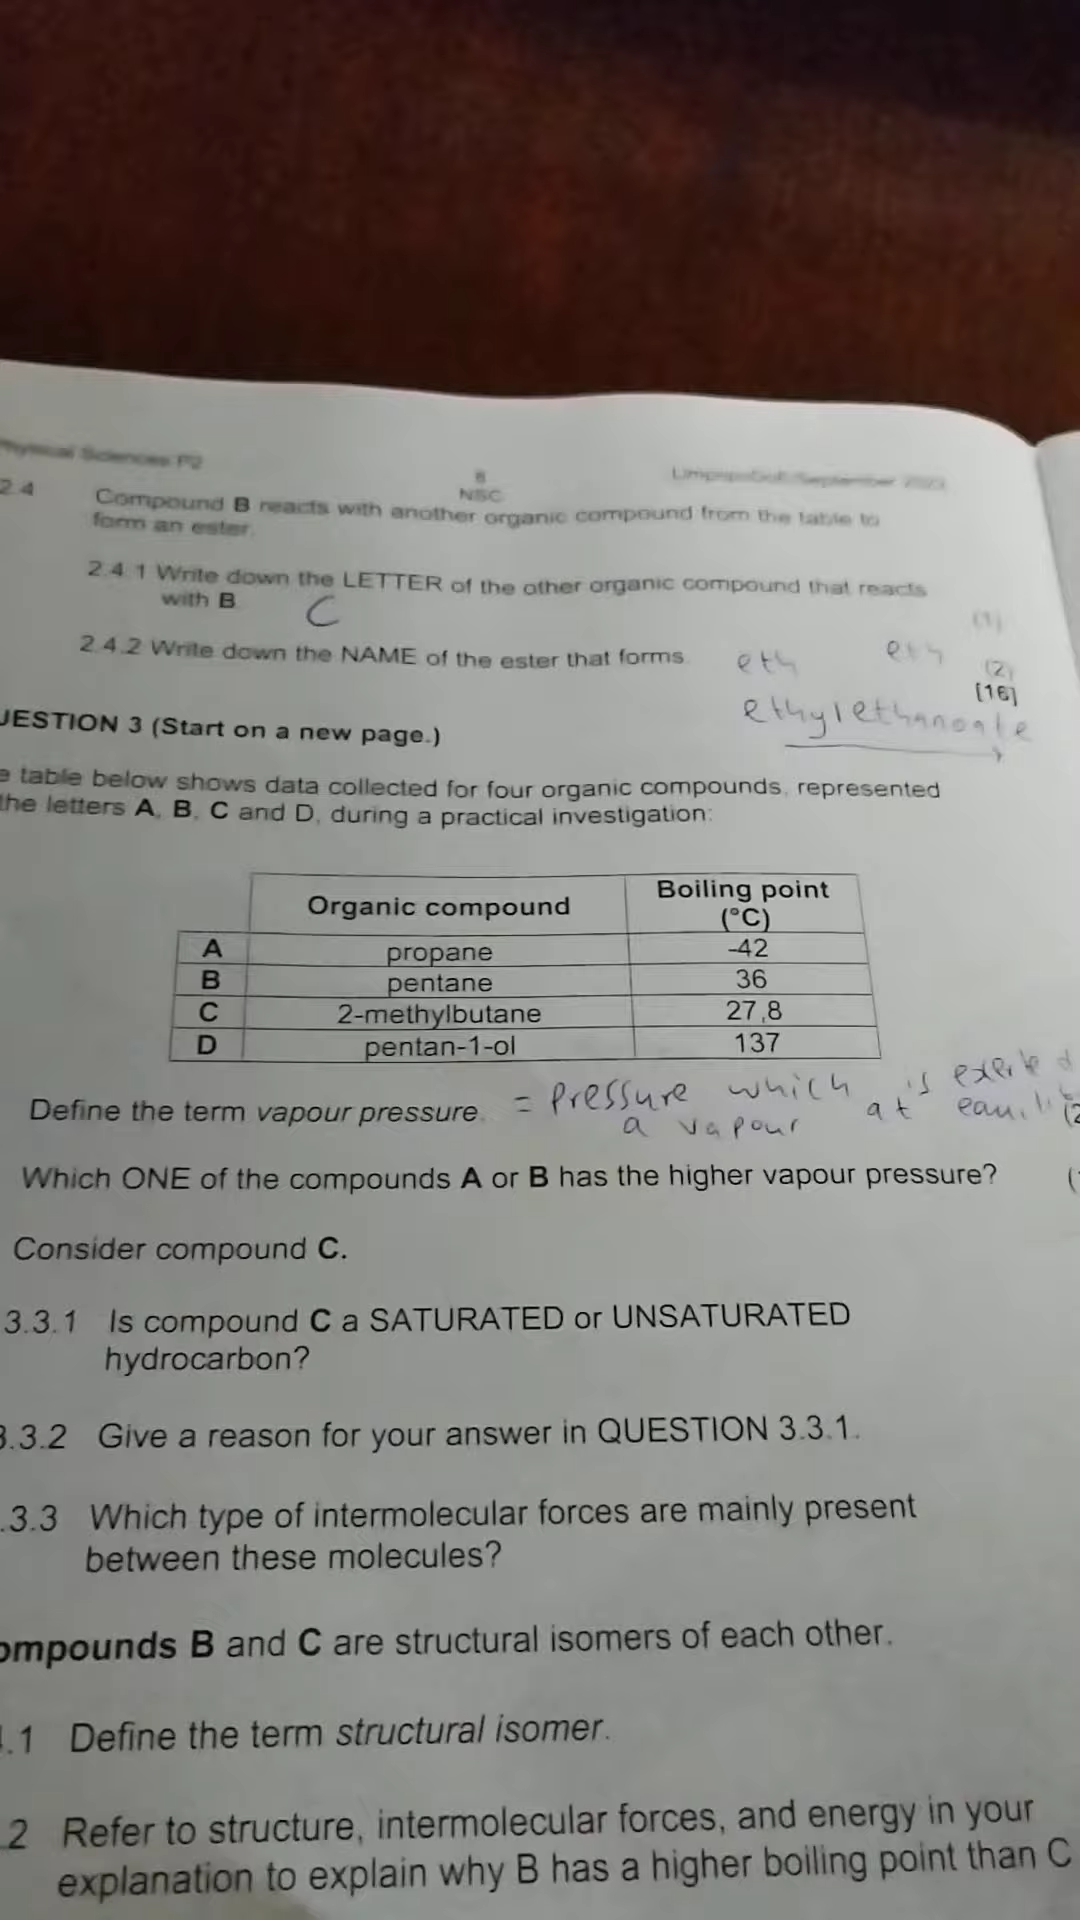 Physical Sciences P2
8
NSC
2.4 Compound B reacts with another organic compound from the table to
form an ester.
2.4.1 Write down the LETTER of the other organic compound that reacts
with B.
C
(1)
2.4.2 Write down the NAME of the ester that forms.
eth eth
(2)
[16]
ethylethanoate
UESTION 3 (Start on a new page.)
e table below shows data collected for four organic compounds, represented
the letters A, B, C and D, during a practical investigation:
Organic compound Boiling point
(°C)
A propane -42
B pentane 36
C 2-methylbutane 27,8
D pentan-1-ol 137
Define the term vapour pressure. = Pressure which is exerted
a vapour at
(2
Which ONE of the compounds A or B has the higher vapour pressure? (1
Consider compound C.
3.3.1 Is compound C a SATURATED or UNSATURATED
hydrocarbon?
3.3.2 Give a reason for your answer in QUESTION 3.3.1.
.3.3 Which type of intermolecular forces are mainly present
between these molecules?
ompounds B and C are structural isomers of each other.
.1 Define the term structural isomer.
2 Refer to structure, intermolecular forces, and energy in your
explanation to explain why B has a higher boiling point than C